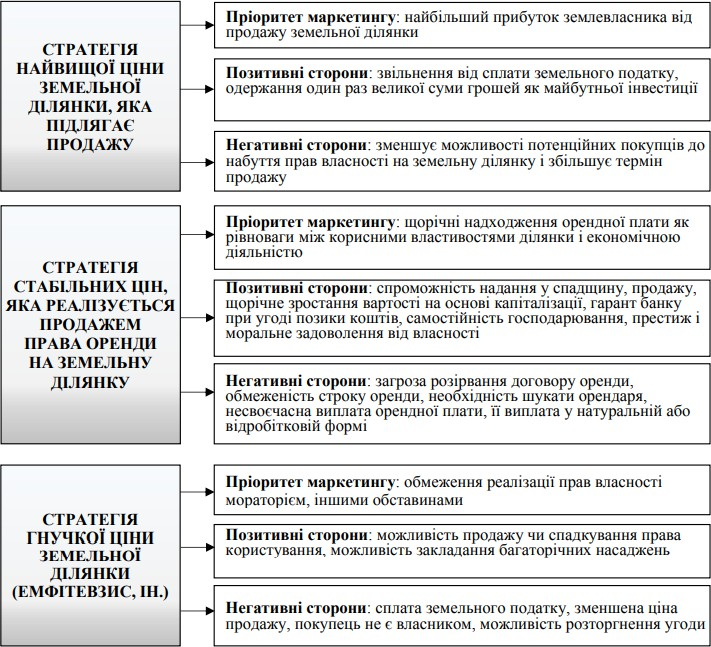 СТРАТЕГІЯ
НАЙВИЩОЇ ЦІНИ
ЗЕМЕЛЬНОЇ
ДІЛЯНКИ, ЯКА
ПІДЛЯГАЄ
ПРОДАЖУ
Пріоритет маркетингу: найбільший прибуток землевласника від
продажу земельної ділянки
Позитивні сторони: звільнення від сплати земельного податку,
одержання один раз великої суми грошей як майбутньої інвестиції
Негативні сторони: зменшує можливості потенційних покупців до
набуття прав власності на земельну ділянку і збільшує термін
продажу
СТРАТЕГІЯ
СТАБІЛЬНИХ ЦІН,
ЯКА РЕАЛІЗУЄТЬСЯ
ПРОДАЖЕМ
ПРАВА ОРЕНДИ
НА ЗЕМЕЛЬНУ
ДІЛЯНКУ
Пріоритет маркетингу: щорічні надходження орендної плати як
рівноваги між корисними властивостями ділянки і економічною
діяльністю
Позитивні сторони: спроможність надання у спадщину, продажу,
щорічне зростання вартості на основі капіталізації, гарант банку
при угоді позики коштів, самостійність господарювання, престиж і
моральне задоволення від власності
Негативні сторони: загроза розірвання договору оренди,
обмеженість строку оренди, необхідність шукати орендаря,
несвоєчасна виплата орендної плати, її виплата у натуральній або
відробітковій формі
СТРАТЕГІЯ
ГНУЧКОЇ ЦІНИ
ЗЕМЕЛЬНОЇ
ДІЛЯНКИ
(ЕМФІТЕВЗИС, ІН.)
Пріоритет маркетингу: обмеження реалізації прав власності
мораторієм, іншими обставинами
Позитивні сторони: можливість продажу чи спадкування права
користування, можливість закладання багаторічних насаджень
Негативні сторони: сплата земельного податку, зменшена ціна
продажу, покупець не є власником, можливість розторгнення угоди